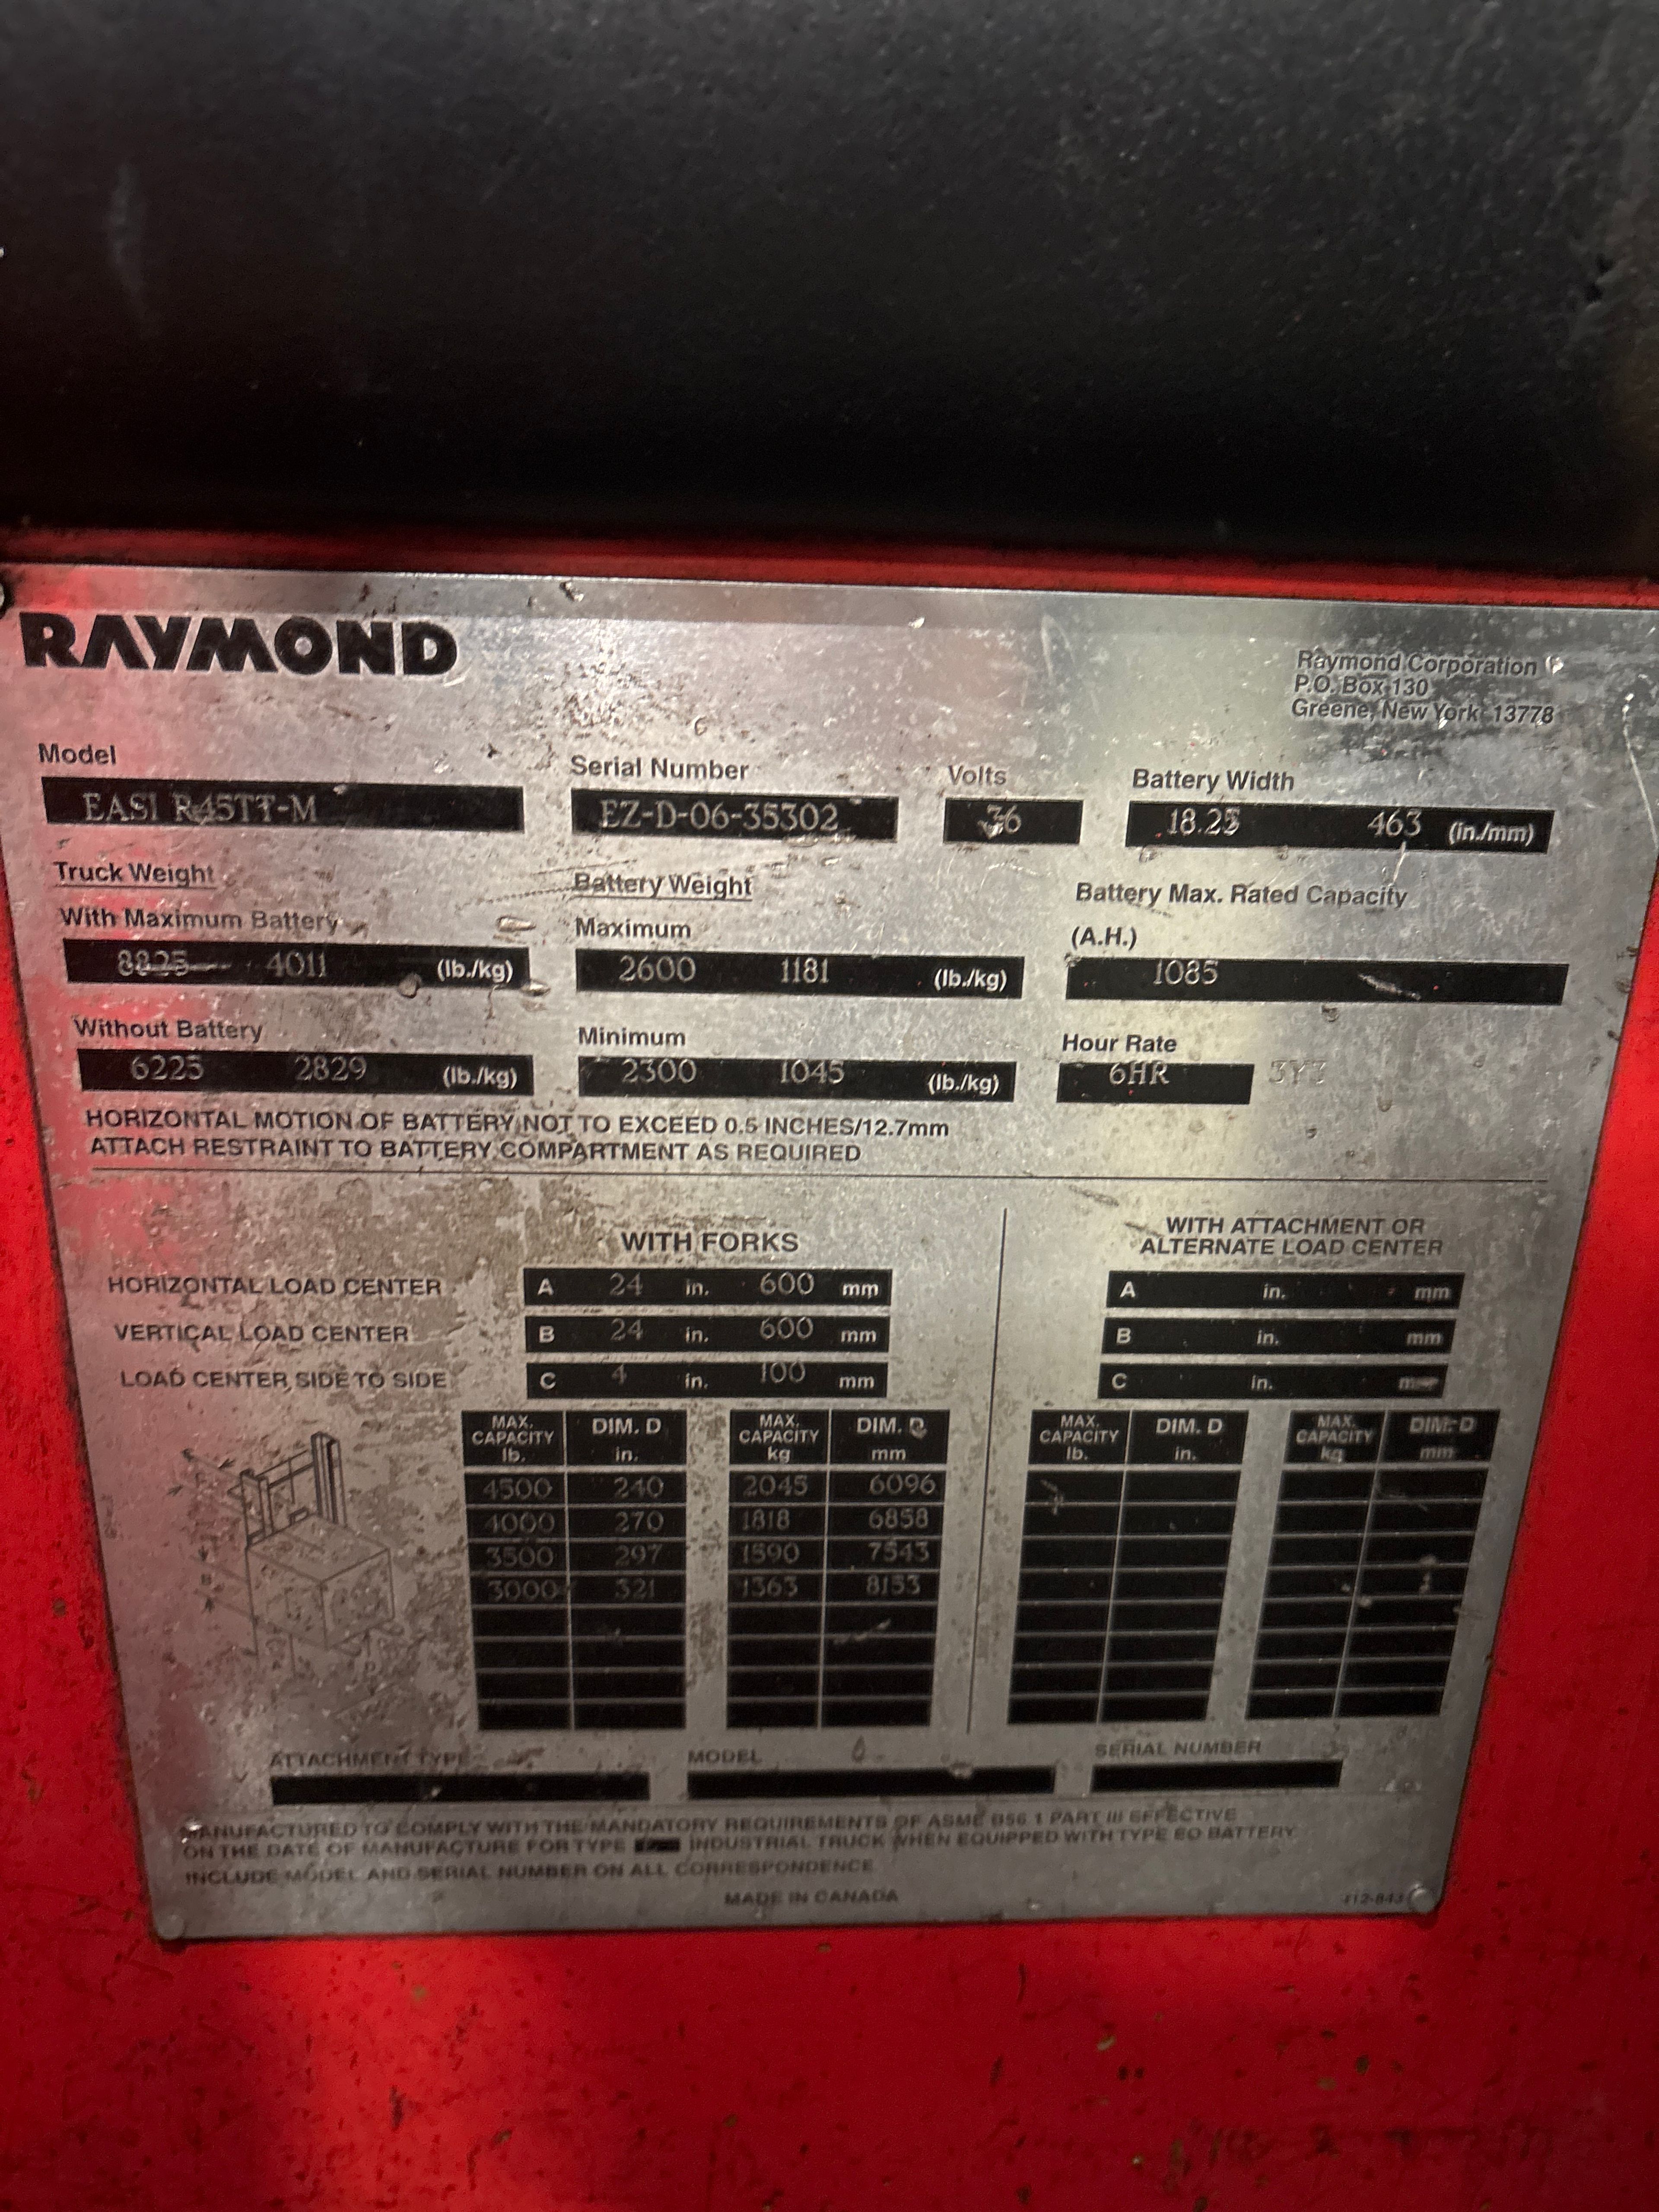 RAYMOND
Raymond Corporation
P.O. Box 130
Greene, New York 13778
Model
EASI R45TT-M
Serial Number
EZ-D-06-35302
Volts
36
Battery Width
18.25 463 (in./mm)
Truck Weight
With Maximum Battery
8825 4011 (lb./kg)
Without Battery
6225 2829 (lb./kg)
Battery Weight
Maximum
2600 1181 (lb./kg)
Minimum
2300 1045 (lb./kg)
Battery Max. Rated Capacity
(A.H.)
1085
Hour Rate
6HR
HORIZONTAL MOTION OF BATTERY NOT TO EXCEED 0.5 INCHES/12.7mm
ATTACH RESTRAINT TO BATTERY COMPARTMENT AS REQUIRED
WITH FORKS
HORIZONTAL LOAD CENTER A 24 in. 600 mm
VERTICAL LOAD CENTER B 24 in. 600 mm
LOAD CENTER, SIDE TO SIDE C 4 in. 100 mm
MAX. CAPACITY lb. DIM. D in. MAX. CAPACITY kg DIM. D mm
4500 240 2045 6096
4000 270 1818 6858
3500 297 1590 7543
3000 321 1363 8153
WITH ATTACHMENT OR
ALTERNATE LOAD CENTER
A in. mm
B in. mm
C in. mm
MAX. CAPACITY lb. DIM. D in. MAX. CAPACITY kg DIM. D mm
ATTACHMENT TYPE
MODEL
SERIAL NUMBER
MANUFACTURED TO COMPLY WITH THE MANDATORY REQUIREMENTS OF ASME B56.1 PART III EFFECTIVE
ON THE DATE OF MANUFACTURE FOR TYPE INDUSTRIAL TRUCK WHEN EQUIPPED WITH TYPE EO BATTERY
INCLUDE MODEL AND SERIAL NUMBER ON ALL CORRESPONDENCE
MADE IN CANADA